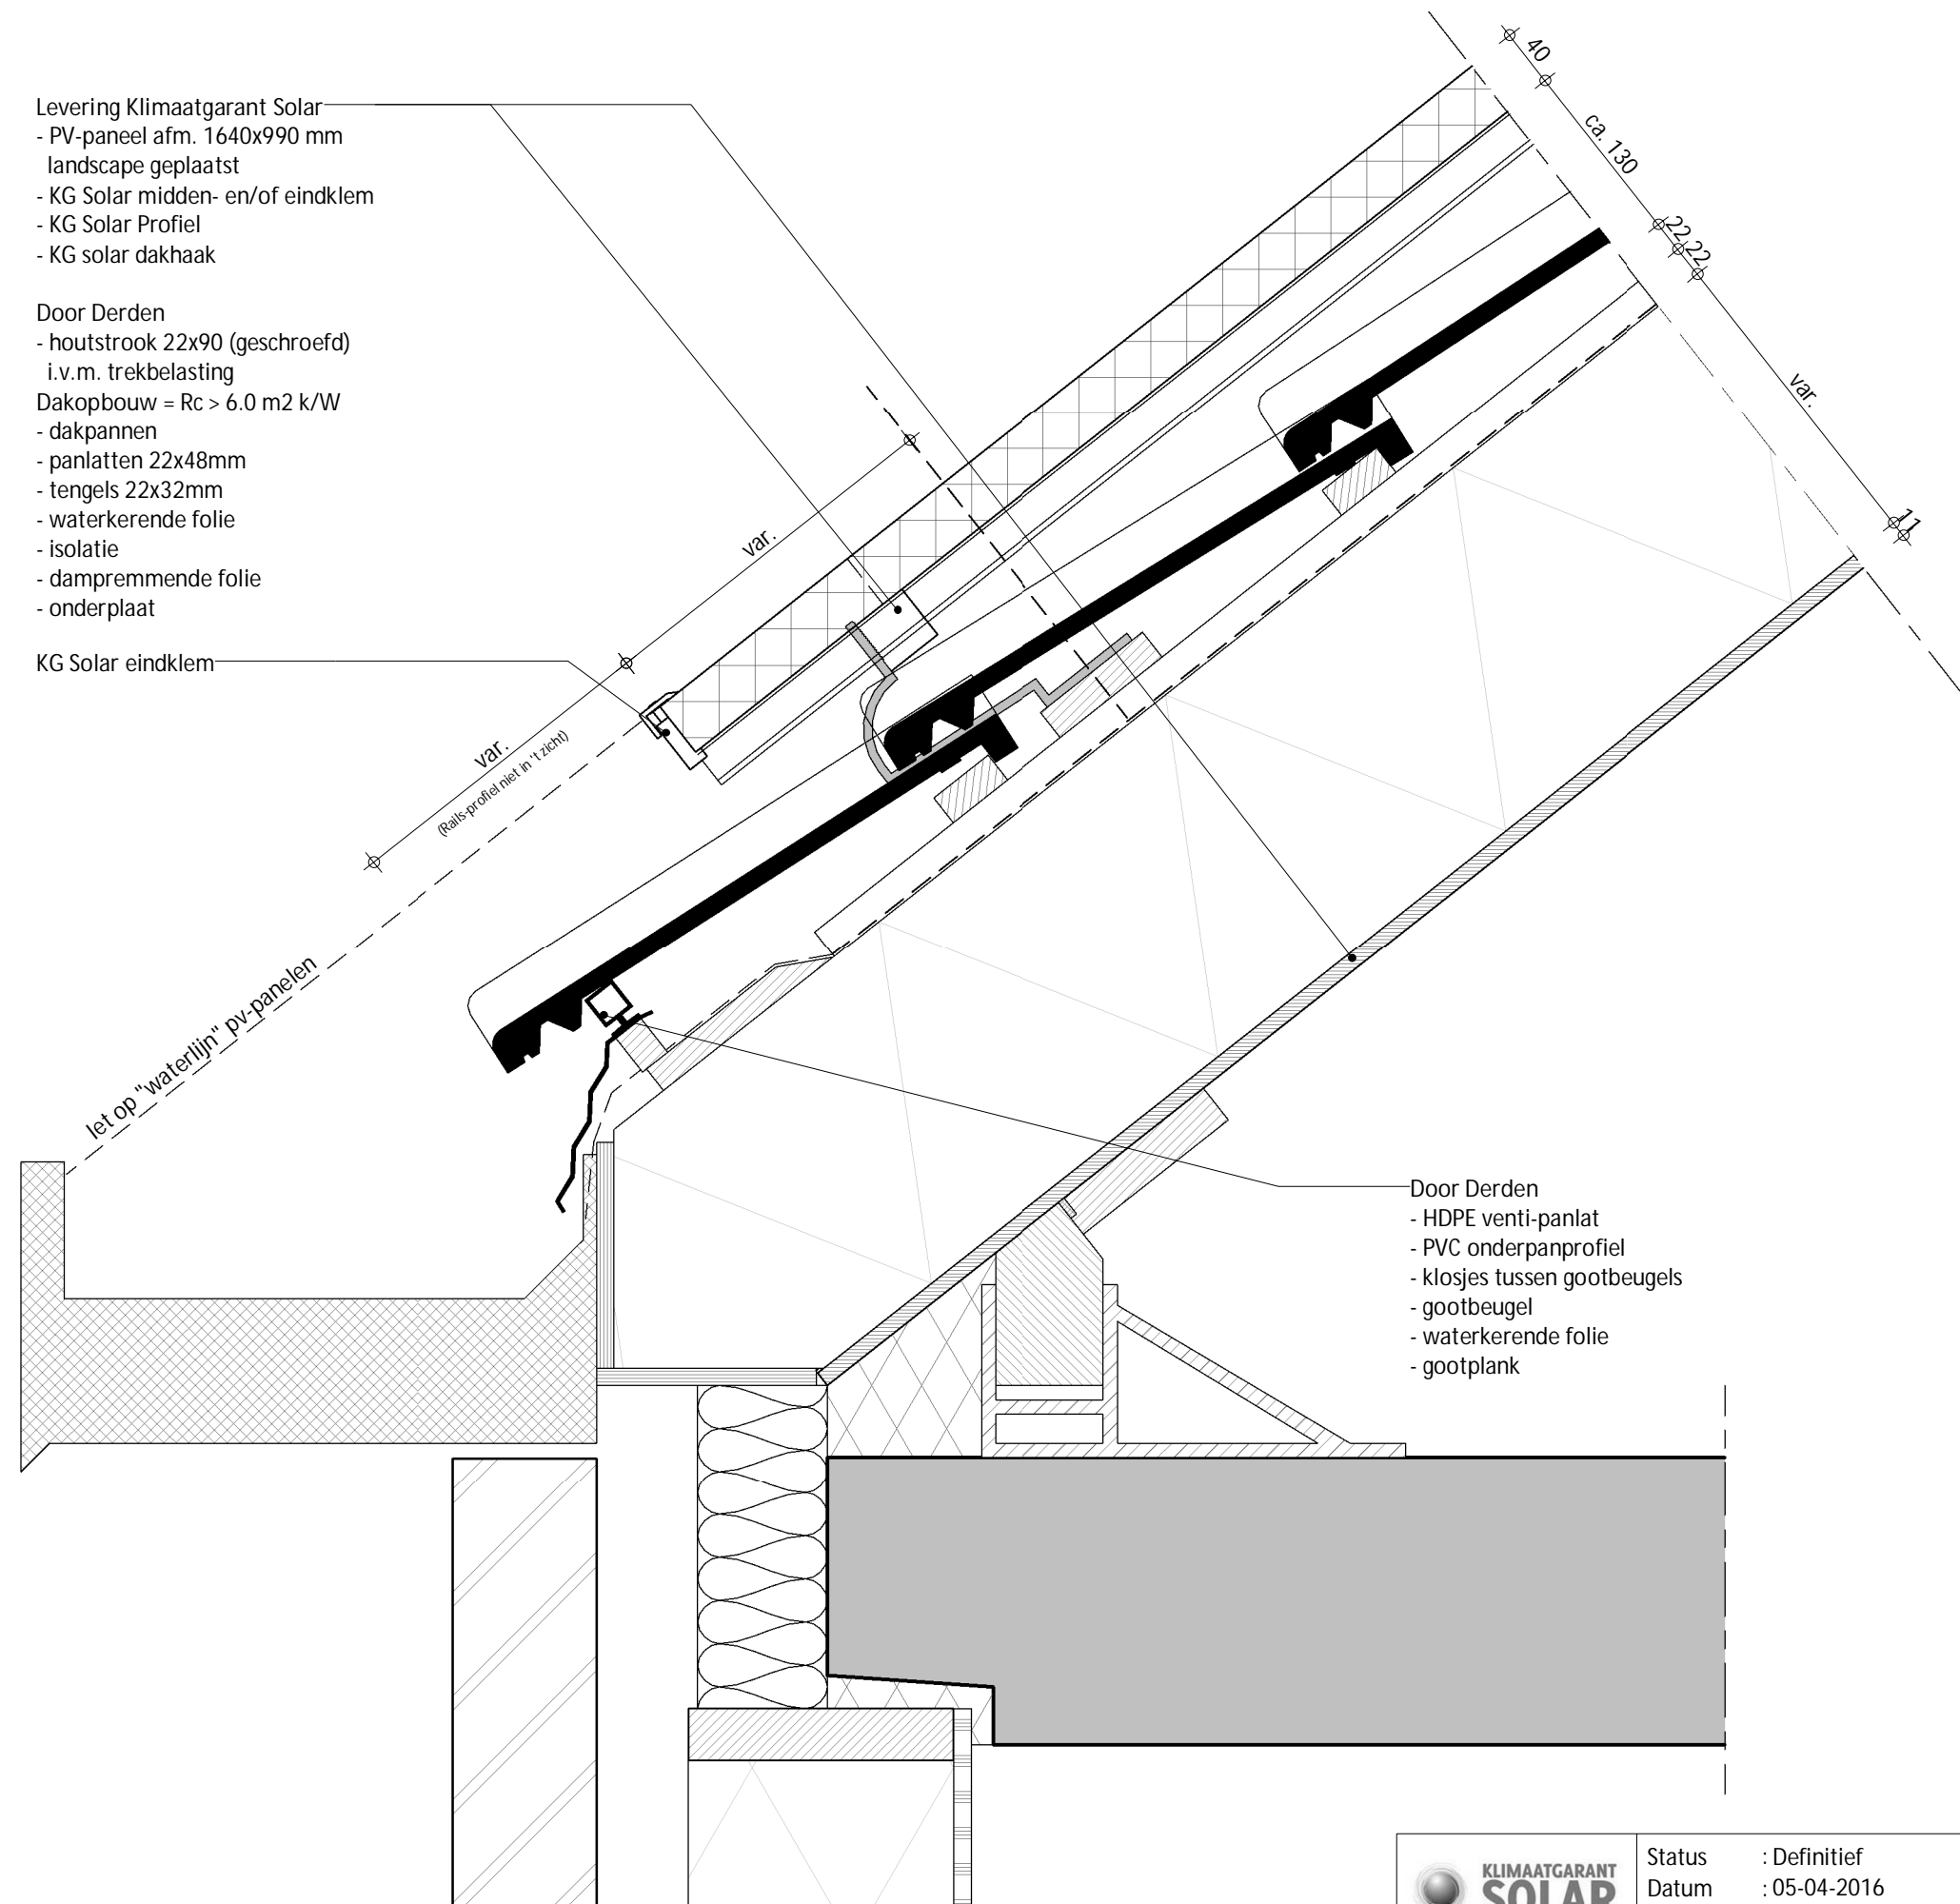 Levering Klimaatgarant Solar
- PV-paneel afm. 1640x990 mm
landscape geplaatst
- KG Solar midden- en/of eindklem
- KG Solar Profiel
- KG solar dakhaak
Door Derden
- houtstrook 22x90 (geschroefd)
i.v.m. trekbelasting
Dakopbouw = Rc > 6.0 m2 k/W
- dakpannen
- panlatten 22x48mm
- tengels 22x32mm
- waterkerende folie
- isolatie
- dampremmende folie
- onderplaat
KG Solar eindklem
40
ca. 130
22
22
var.
11
var.
var.
(Rails-profiel niet in 't zicht)
let op "waterlijn" pv-panelen
Door Derden
- HDPE venti-panlat
- PVC onderpanprofiel
- klosjes tussen gootbeugels
- gootbeugel
- waterkerende folie
- gootplank
KLIMAATGARANT
SOLAR
Status : Definitief
Datum : 05-04-2016